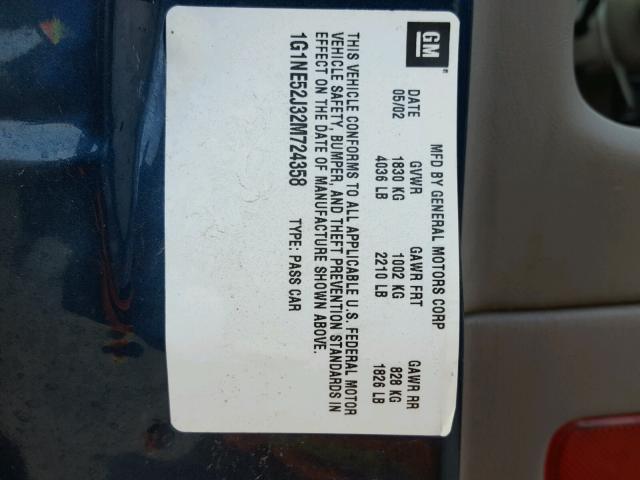 GM
MFD BY GENERAL MOTORS CORP
DATE GVWR GAWR FRT GAWR RR
05/02 1830 KG 1002 KG 828 KG
4036 LB 2210 LB 1826 LB
THIS VEHICLE CONFORMS TO ALL APPLICABLE U.S. FEDERAL MOTOR
VEHICLE SAFETY, BUMPER, AND THEFT PREVENTION STANDARDS IN
EFFECT ON THE DATE OF MANUFACTURE SHOWN ABOVE.
1G1NE52J32M724358 TYPE: PASS CAR